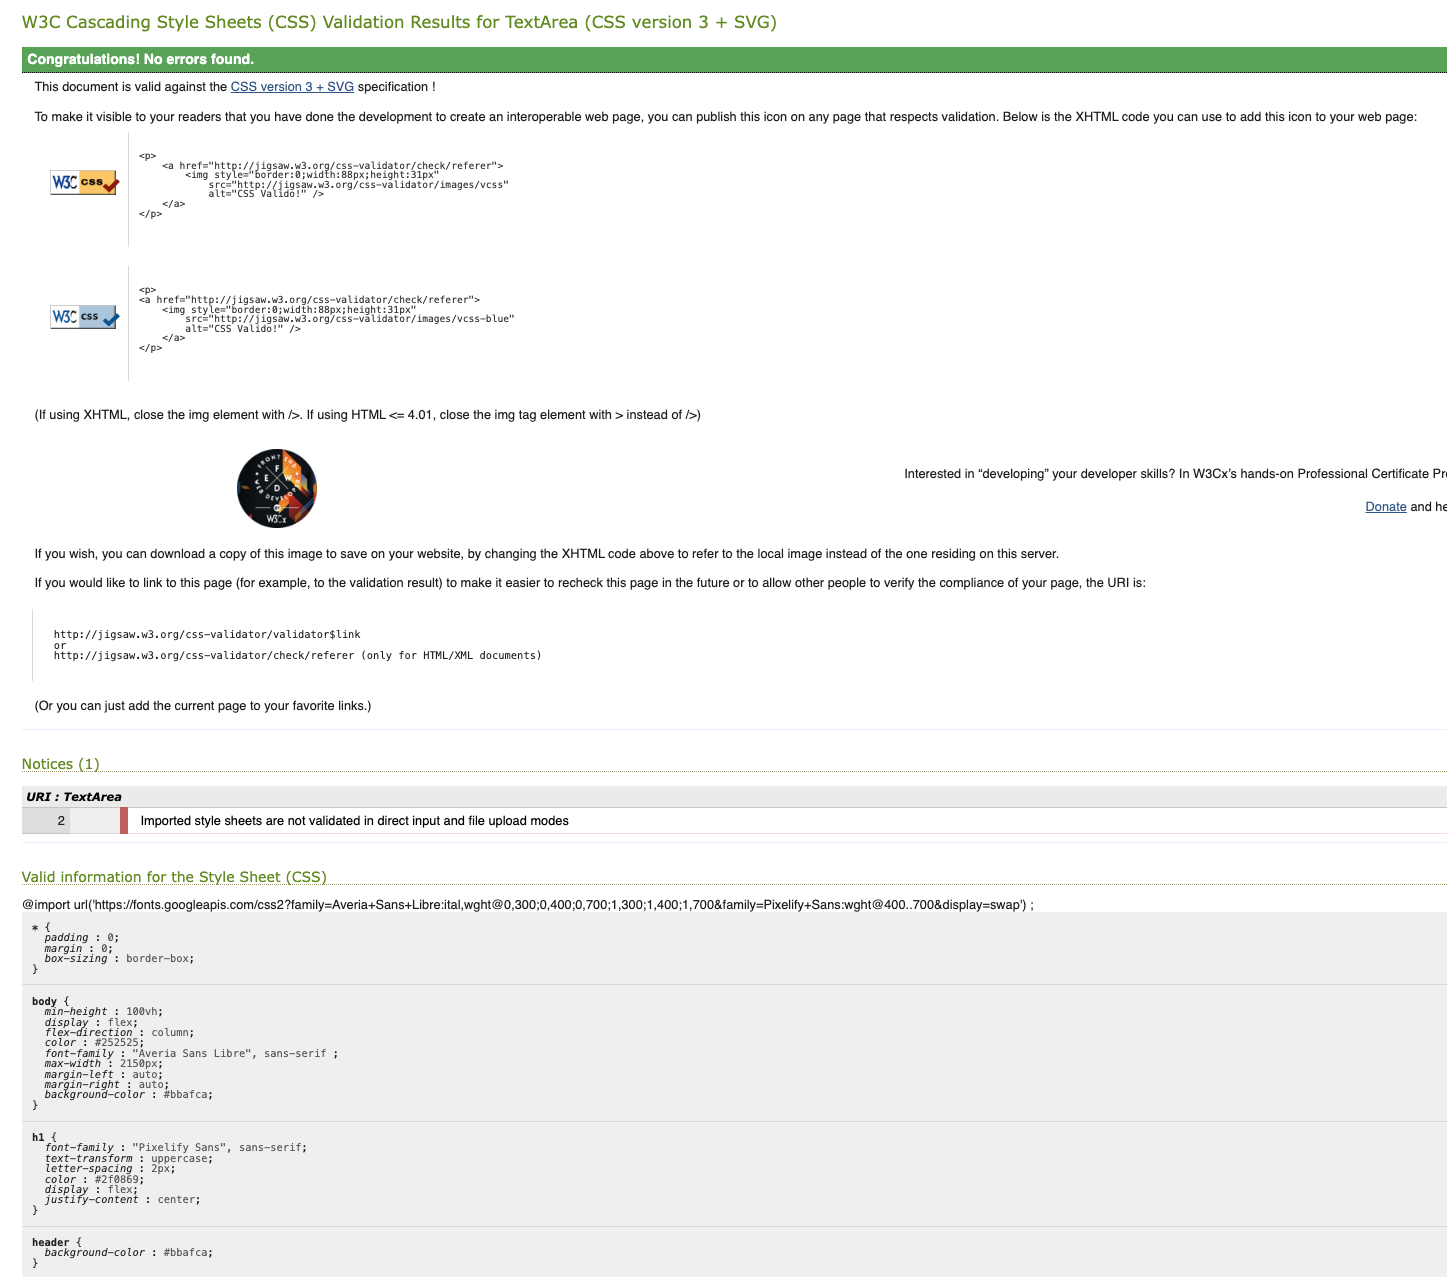 W3C Cascading Style Sheets (CSS) Validation Results for TextArea (CSS version 3 + SVG)
Congratulations! No errors found.
This document is valid against the CSS version 3 + SVG specification !
To make it visible to your readers that you have done the development to create an interoperable web page, you can publish this icon on any page that respects validation. Below is the XHTML code you can use to add this icon to your web page:
W3C css
<p>
    <a href="http://jigsaw.w3.org/css-validator/check/referer">
        <img style="border:0;width:88px;height:31px"
            src="http://jigsaw.w3.org/css-validator/images/vcss"
            alt="CSS Valido!" />
    </a>
</p>
W3C css
<p>
<a href="http://jigsaw.w3.org/css-validator/check/referer">
    <img style="border:0;width:88px;height:31px"
        src="http://jigsaw.w3.org/css-validator/images/vcss-blue"
        alt="CSS Valido!" />
    </a>
</p>
(If using XHTML, close the img element with />. If using HTML <= 4.01, close the img tag element with > instead of />)
FRONT END
F E W D
WEB DEVELOPER
W3Cx
Interested in “developing” your developer skills? In W3Cx’s hands-on Professional Certificate Pr
Donate and he
If you wish, you can download a copy of this image to save on your website, by changing the XHTML code above to refer to the local image instead of the one residing on this server.
If you would like to link to this page (for example, to the validation result) to make it easier to recheck this page in the future or to allow other people to verify the compliance of your page, the URI is:
http://jigsaw.w3.org/css-validator/validator$link
or
http://jigsaw.w3.org/css-validator/check/referer (only for HTML/XML documents)
(Or you can just add the current page to your favorite links.)
Notices (1)
URI : TextArea
2 Imported style sheets are not validated in direct input and file upload modes
Valid information for the Style Sheet (CSS)
@import url('https://fonts.googleapis.com/css2?family=Averia+Sans+Libre:ital,wght@0,300;0,400;0,700;1,300;1,400;1,700&family=Pixelify+Sans:wght@400..700&display=swap') ;
* {
  padding : 0;
  margin : 0;
  box-sizing : border-box;
}
body {
  min-height : 100vh;
  display : flex;
  flex-direction : column;
  color : #252525;
  font-family : "Averia Sans Libre", sans-serif ;
  max-width : 2150px;
  margin-left : auto;
  margin-right : auto;
  background-color : #bbafca;
}
h1 {
  font-family : "Pixelify Sans", sans-serif;
  text-transform : uppercase;
  letter-spacing : 2px;
  color : #2f0869;
  display : flex;
  justify-content : center;
}
header {
  background-color : #bbafca;
}